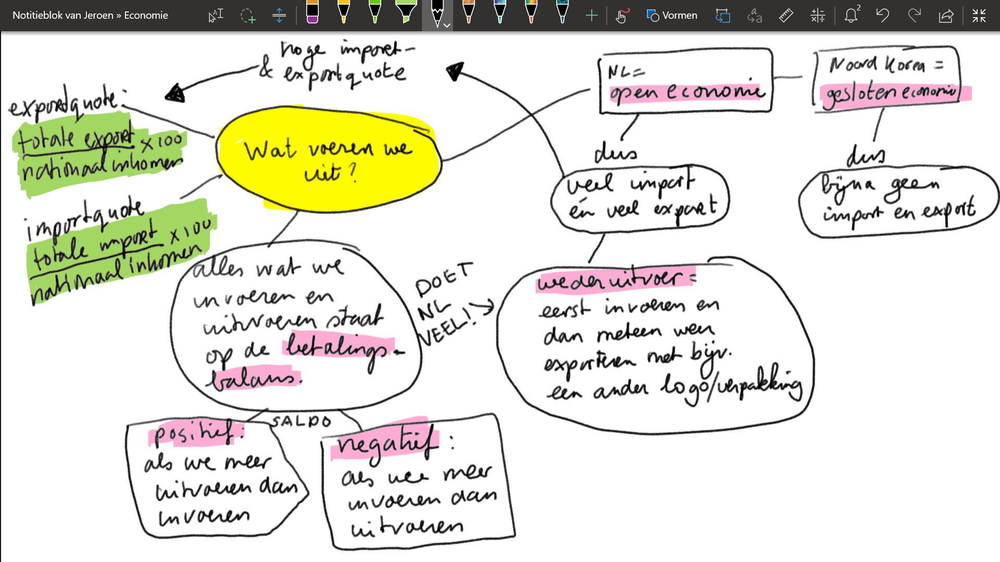 Notitieblok van Jeroen » Economie
Vormen
2
hoge import-
& exportquote
exportquote:
totale export x 100
nationaal inkomen
importquote
totale import x 100
nationaal inkomen
Wat voeren we
uit?
NL=
open economie
Noord Korea =
gesloten economie
dus
veel import
én veel export
dus
bijna geen
import en export
alles wat we
invoeren en
uitvoeren staat
op de betalings-
balans.
DOET
NL
VEEL!
wederuitvoer=
eerst invoeren en
dan meteen weer
exporteren met bijv.
een ander logo/verpakking
SALDO
positief:
als we meer
uitvoeren dan
invoeren
negatief:
als we meer
invoeren dan
uitvoeren